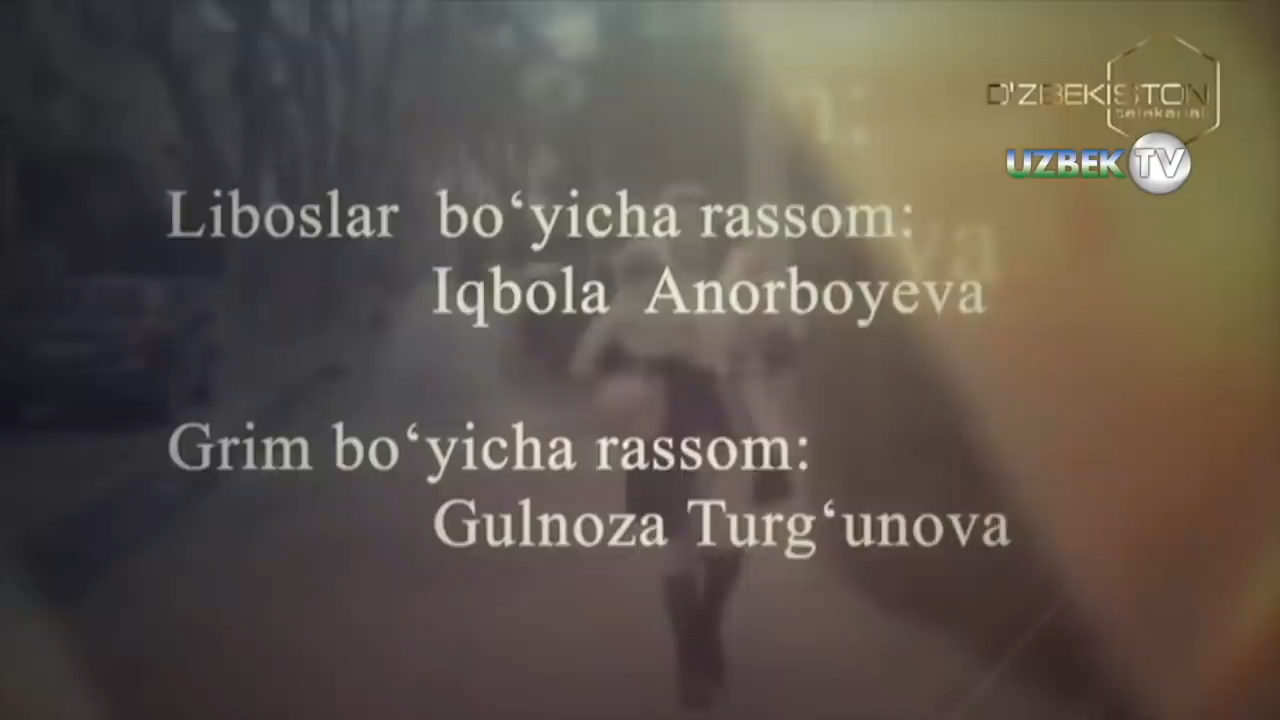 O'ZBEKISTON
telekanali
UZBEK TV
Liboslar bo‘yicha rassom:
Iqbola Anorboyeva
Grim bo‘yicha rassom:
Gulnoza Turg‘unova